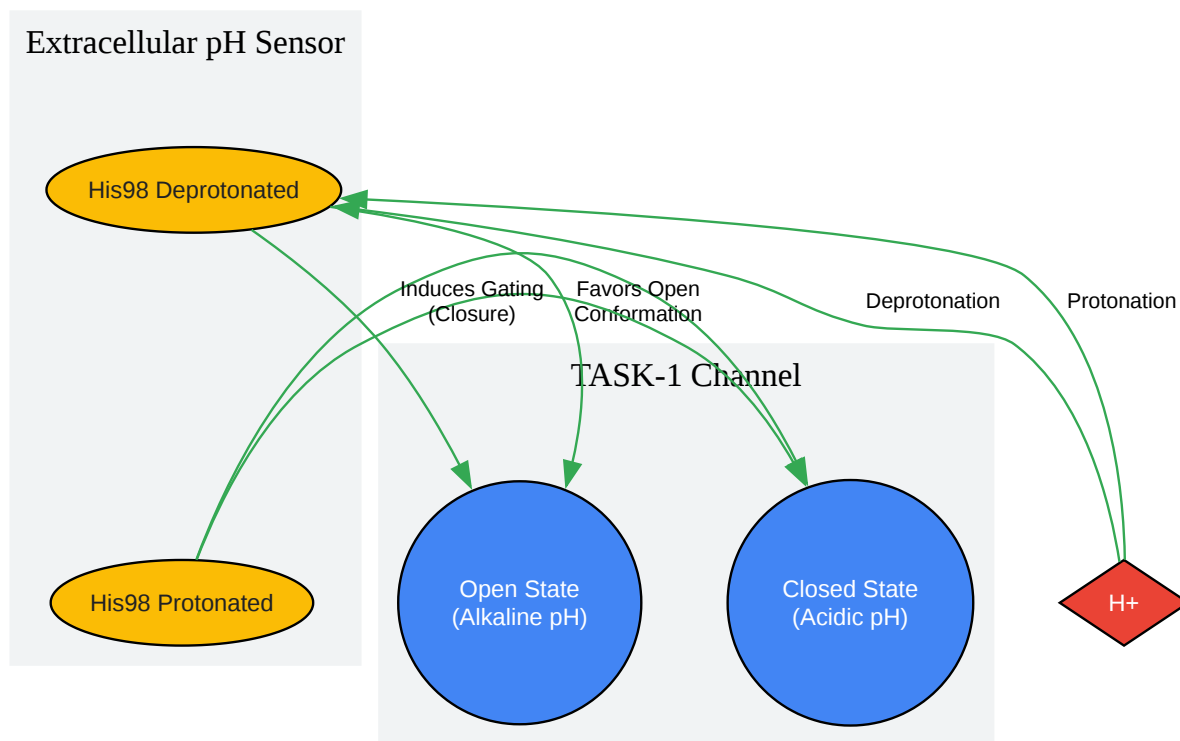 Extracellular pH Sensor
His98 Deprotonated
Induces Gating
(Closure)
Favors Open
Conformation
Deprotonation
Protonation
TASK-1 Channel
His98 Protonated
Open State
(Alkaline pH)
Closed State
(Acidic pH)
H+